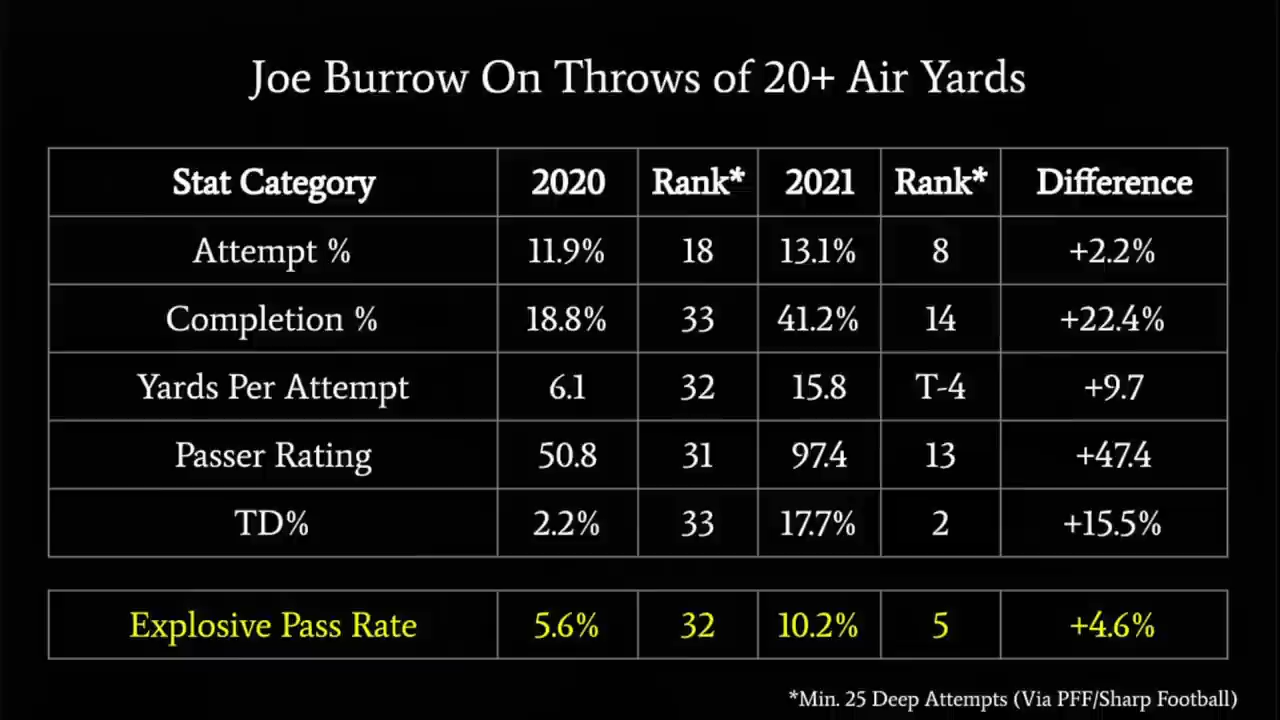 Joe Burrow On Throws of 20+ Air Yards
Stat Category 2020 Rank* 2021 Rank* Difference
Attempt % 11.9% 18 13.1% 8 +2.2%
Completion % 18.8% 33 41.2% 14 +22.4%
Yards Per Attempt 6.1 32 15.8 T-4 +9.7
Passer Rating 50.8 31 97.4 13 +47.4
TD% 2.2% 33 17.7% 2 +15.5%
Explosive Pass Rate 5.6% 32 10.2% 5 +4.6%
*Min. 25 Deep Attempts (Via PFF/Sharp Football)